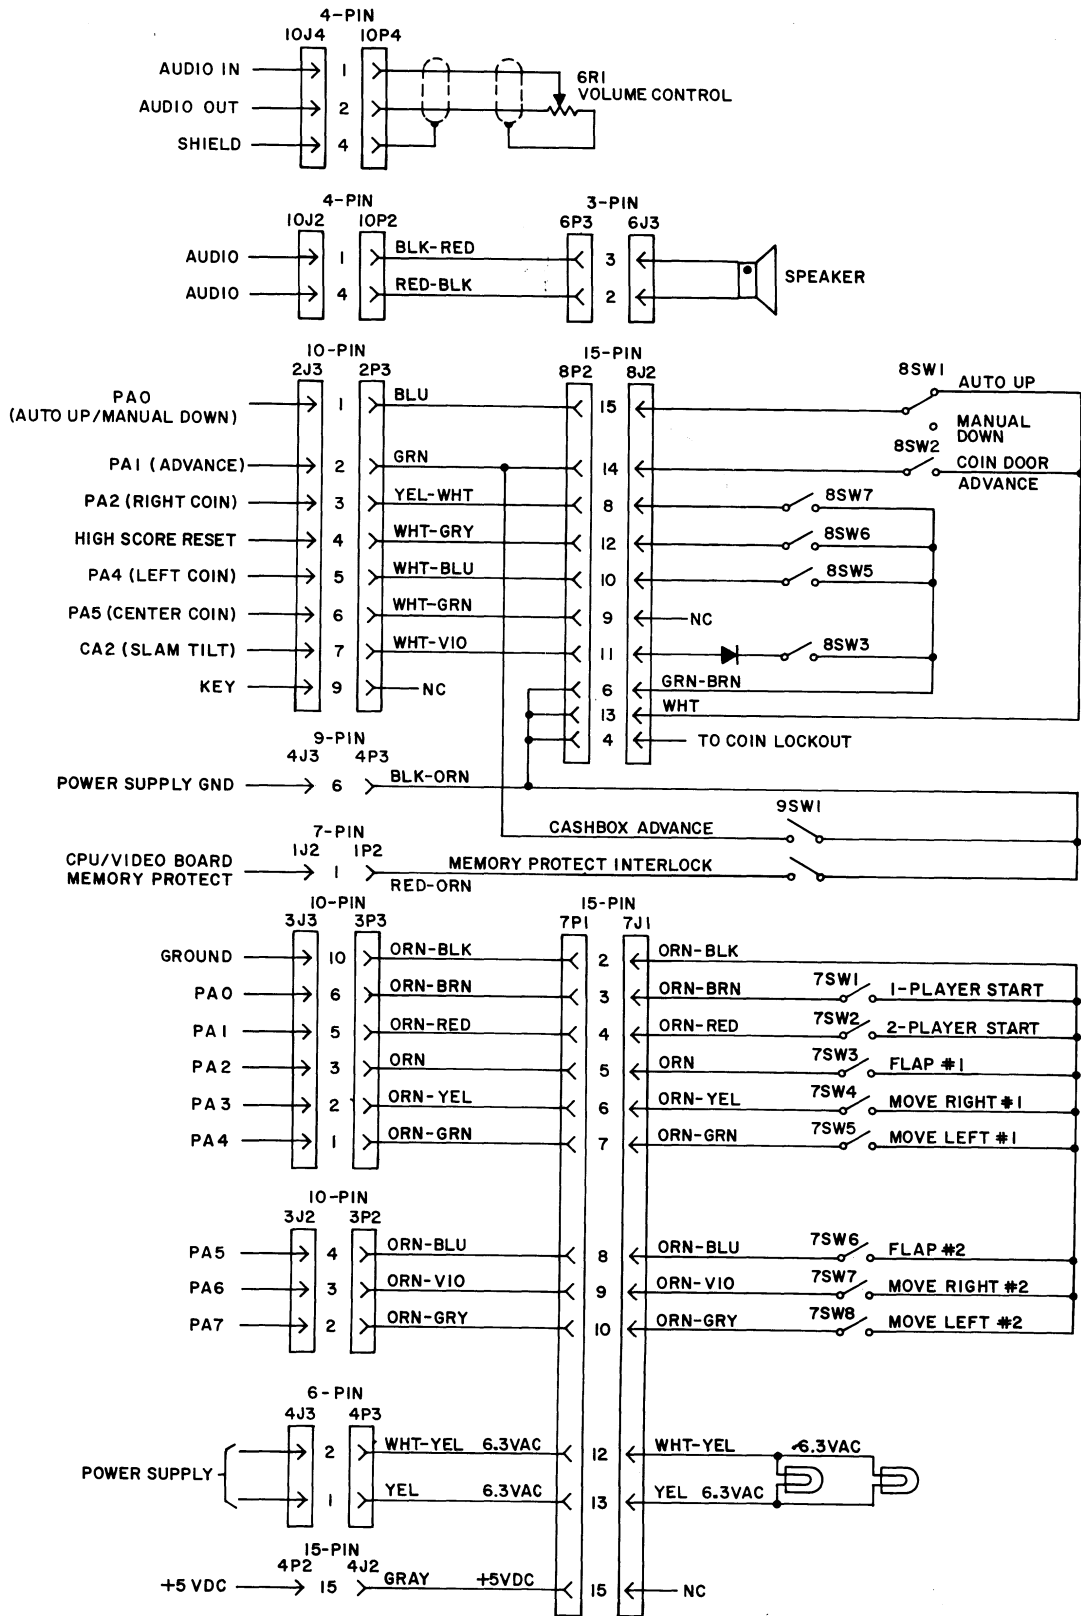 4-PIN
10J4 10P4
AUDIO IN 1
6R1
VOLUME CONTROL
AUDIO OUT 2
SHIELD 4
4-PIN 3-PIN
10J2 10P2 6P3 6J3
AUDIO 1 BLK-RED 3
SPEAKER
AUDIO 4 RED-BLK 2
10-PIN 15-PIN
2J3 2P3 8P2 8J2 8SW1
AUTO UP
PA0
(AUTO UP/MANUAL DOWN) 1 BLU 15
MANUAL
DOWN
8SW2
PA1 (ADVANCE) 2 GRN 14 COIN DOOR
ADVANCE
PA2 (RIGHT COIN) 3 YEL-WHT 8 8SW7
HIGH SCORE RESET 4 WHT-GRY 12 8SW6
PA4 (LEFT COIN) 5 WHT-BLU 10 8SW5
PA5 (CENTER COIN) 6 WHT-GRN 9 NC
CA2 (SLAM TILT) 7 WHT-VIO 11 8SW3
KEY 9 NC 6 GRN-BRN
13 WHT
4 TO COIN LOCKOUT
9-PIN
4J3 4P3
POWER SUPPLY GND 6 BLK-ORN
9SW1
CASHBOX ADVANCE
7-PIN
1J2 1P2
CPU/VIDEO BOARD
MEMORY PROTECT 1 RED-ORN MEMORY PROTECT INTERLOCK
10-PIN 15-PIN
3J3 3P3 7P1 7J1
GROUND 10 ORN-BLK 2 ORN-BLK
PA0 6 ORN-BRN 3 ORN-BRN 7SW1 1-PLAYER START
PA1 5 ORN-RED 4 ORN-RED 7SW2 2-PLAYER START
PA2 3 ORN 5 ORN 7SW3 FLAP #1
PA3 2 ORN-YEL 6 ORN-YEL 7SW4 MOVE RIGHT #1
PA4 1 ORN-GRN 7 ORN-GRN 7SW5 MOVE LEFT #1
10-PIN
3J2 3P2
PA5 4 ORN-BLU 8 ORN-BLU 7SW6 FLAP #2
PA6 3 ORN-VIO 9 ORN-VIO 7SW7 MOVE RIGHT #2
PA7 2 ORN-GRY 10 ORN-GRY 7SW8 MOVE LEFT #2
6-PIN
4J3 4P3
2 WHT-YEL 6.3VAC 12 WHT-YEL 6.3VAC
POWER SUPPLY
1 YEL 6.3VAC 13 YEL 6.3VAC
15-PIN
4P2 4J2
+5 VDC 15 GRAY +5VDC 15 NC